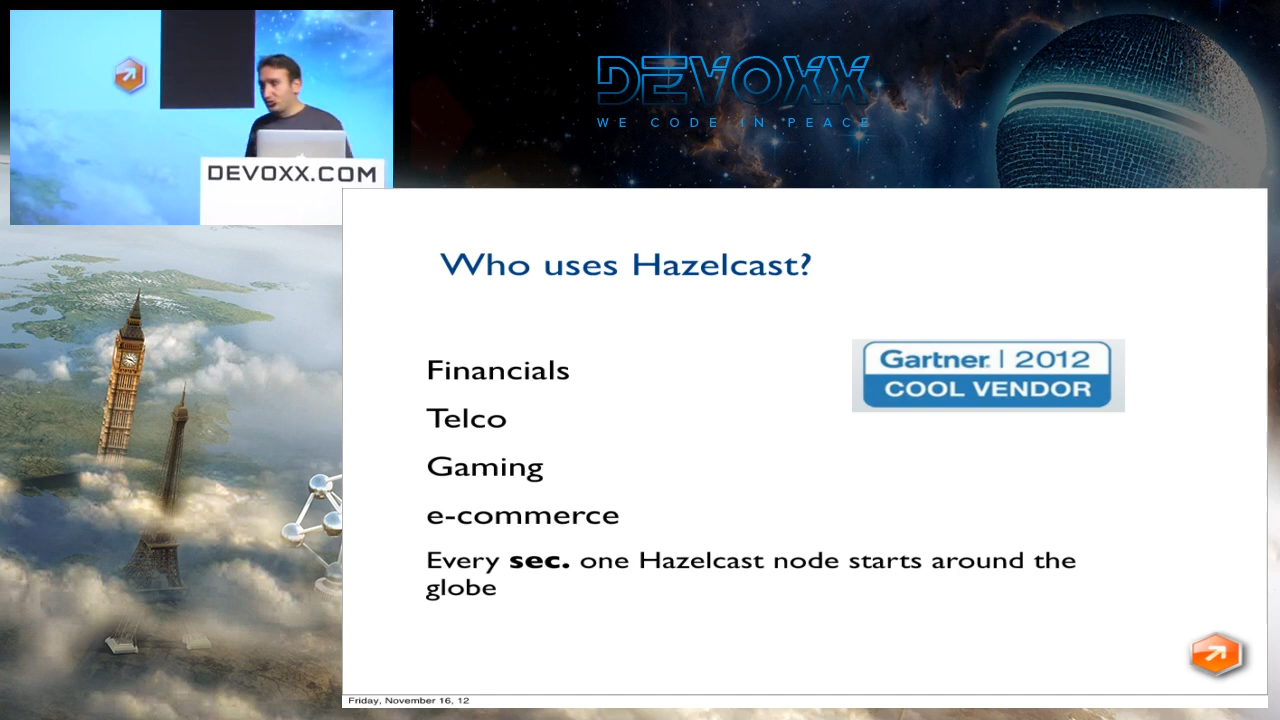 DEVOXX
WE CODE IN PEACE
DEVOXX.COM
Who uses Hazelcast?
Financials
Gartner. | 2012
COOL VENDOR
Telco
Gaming
e-commerce
Every sec. one Hazelcast node starts around the
globe
Friday, November 16, 12